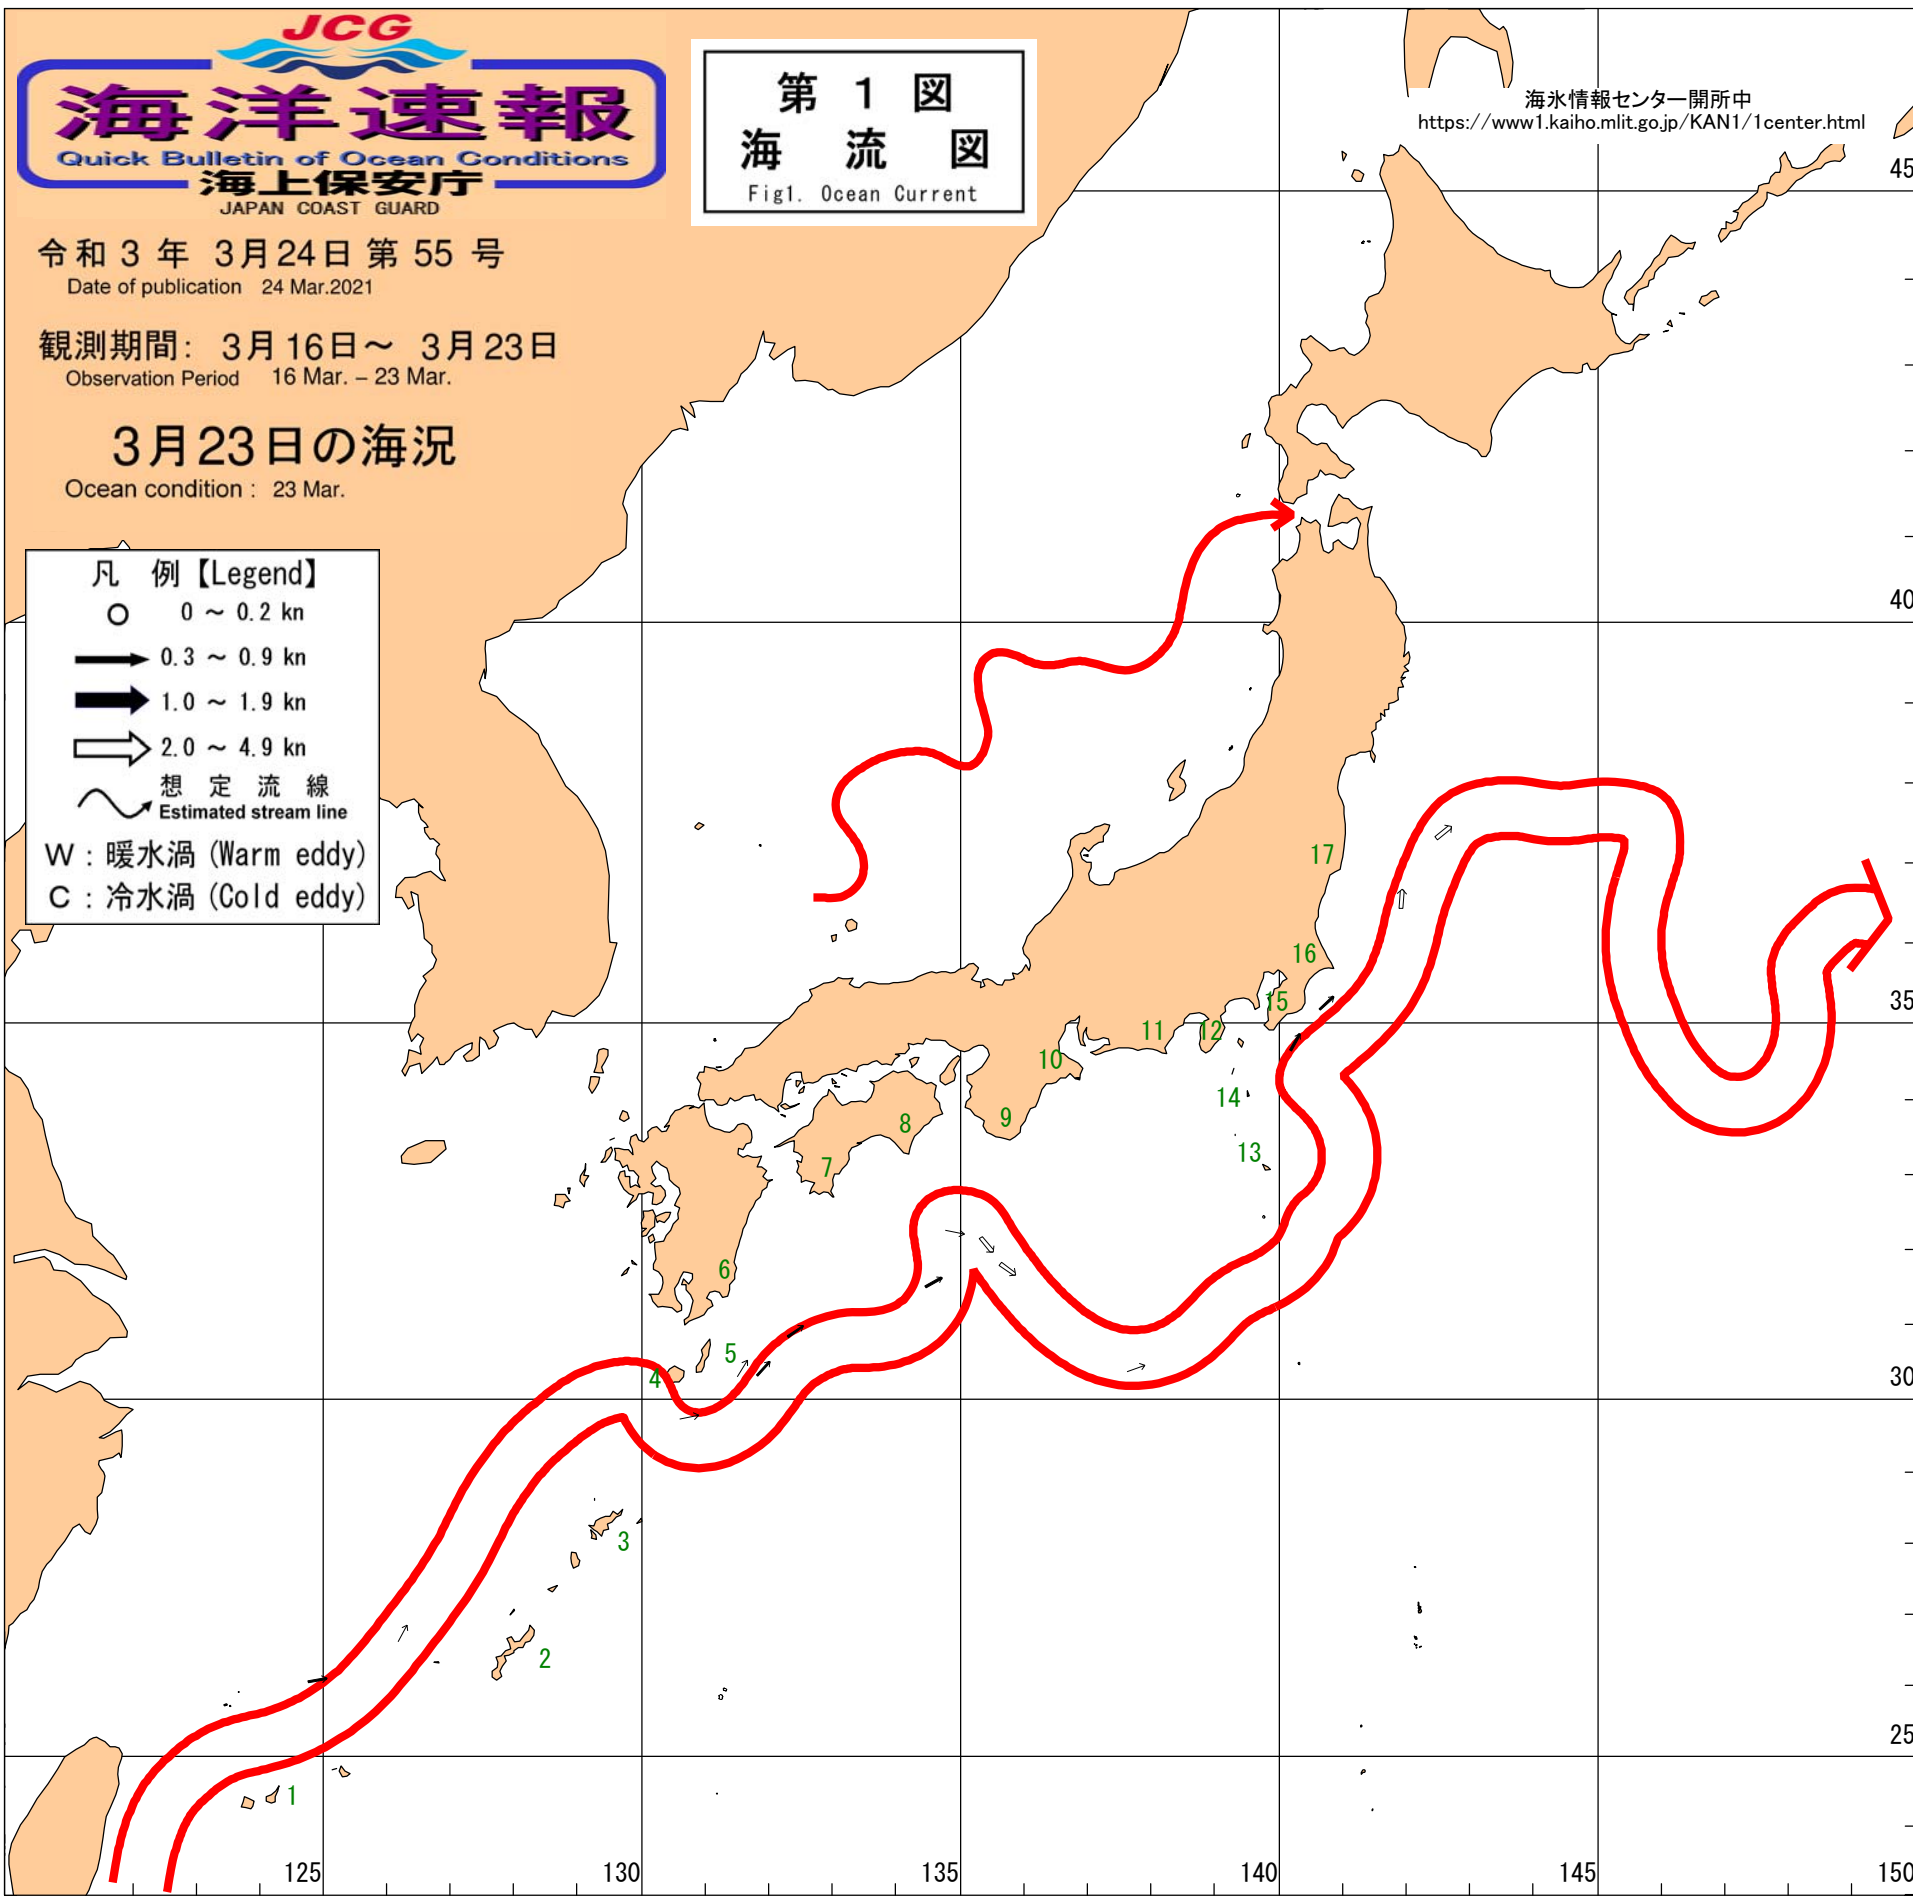 JCG
海洋速報
Quick Bulletin of Ocean Conditions
海上保安庁
JAPAN COAST GUARD
第 1 図
海 流 図
Fig1. Ocean Current
海氷情報センター開所中
https://www1.kaiho.mlit.go.jp/KAN1/1center.html
令和 3 年 3月24日 第 55 号
Date of publication 24 Mar.2021
観測期間: 3月16日～ 3月23日
Observation Period 16 Mar. – 23 Mar.
3月23日の海況
Ocean condition : 23 Mar.
凡 例【Legend】
0 ～ 0.2 kn
0.3 ～ 0.9 kn
1.0 ～ 1.9 kn
2.0 ～ 4.9 kn
想 定 流 線
Estimated stream line
W : 暖水渦 (Warm eddy)
C : 冷水渦 (Cold eddy)
45
40
17
16
35
15
11
12
10
14
9
8
13
7
6
5
4
30
3
2
25
1
125
130
135
140
145
150